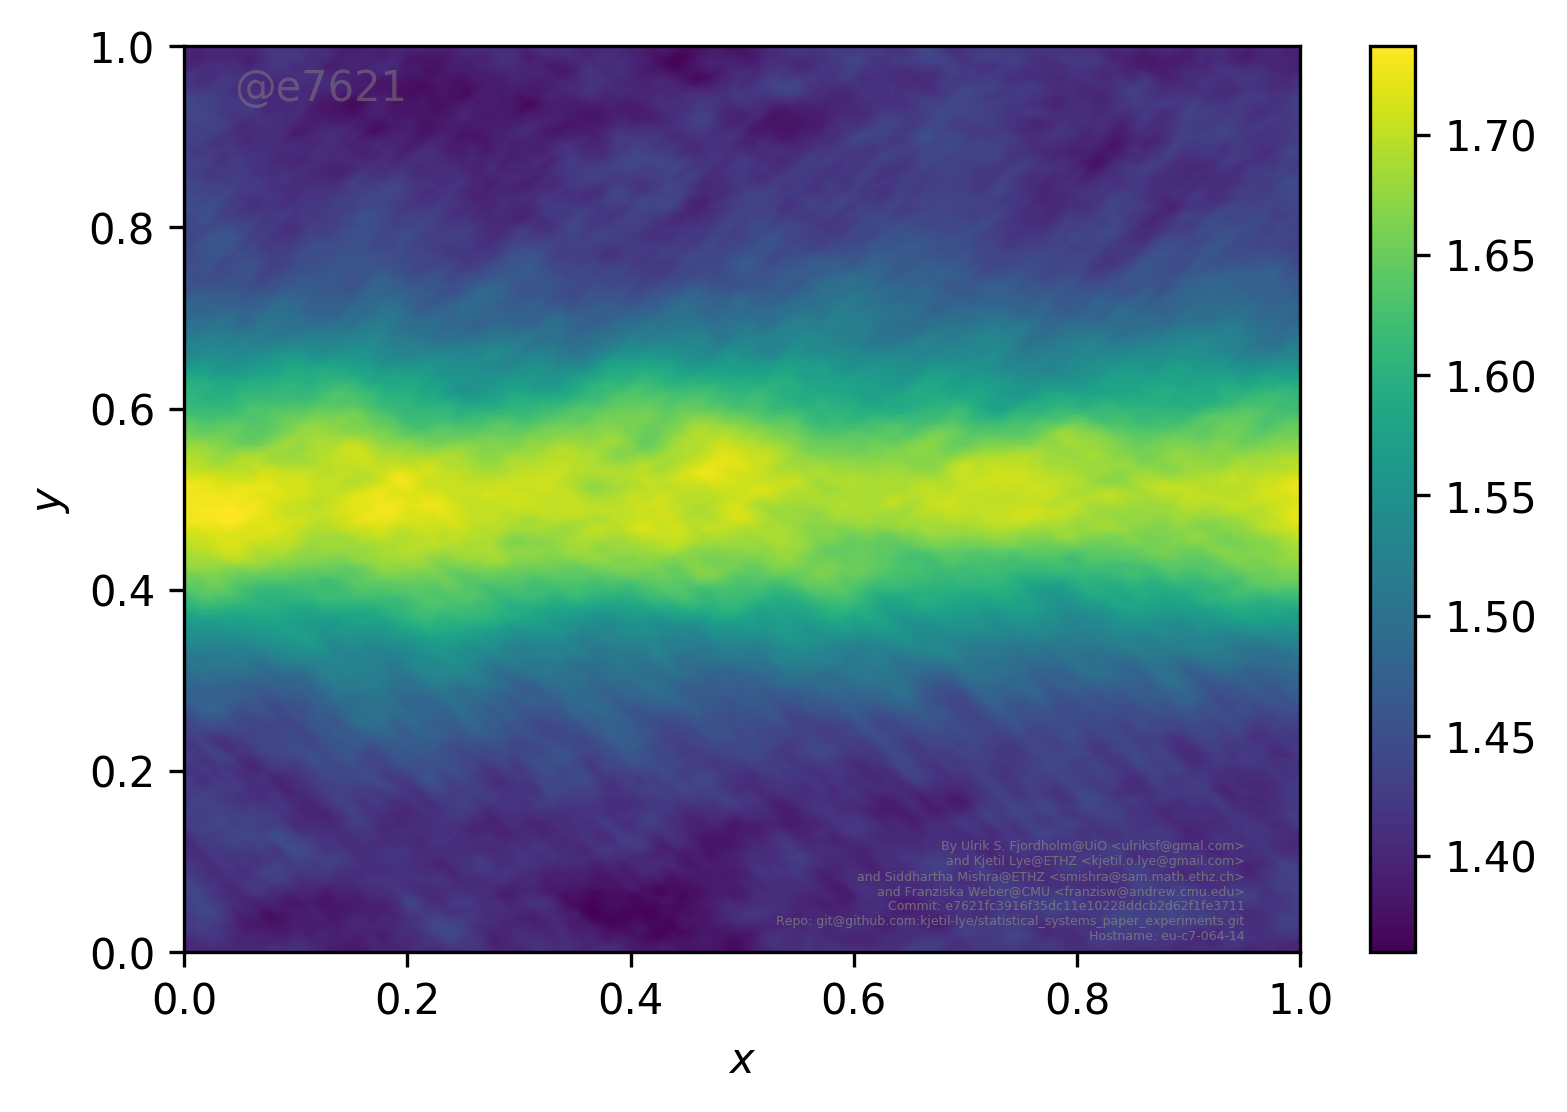 @e7621
1.0
0.8
0.6
0.4
0.2
0.0
y
0.0 0.2 0.4 0.6 0.8 1.0
x
1.70
1.65
1.60
1.55
1.50
1.45
1.40
By Ulrik S. Fjordholm@UiO <ulriksf@gmal.com>
and Kjetil Lye@ETHZ <kjetil.o.lye@gmail.com>
and Siddhartha Mishra@ETHZ <smishra@sam.math.ethz.ch>
and Franziska Weber@CMU <franzisw@andrew.cmu.edu>
Commit: e7621fc3916f35dc11e10228ddcb2d62f1fe3711
Repo: git@github.com:kjetil-lye/statistical_systems_paper_experiments.git
Hostname: eu-c7-064-14